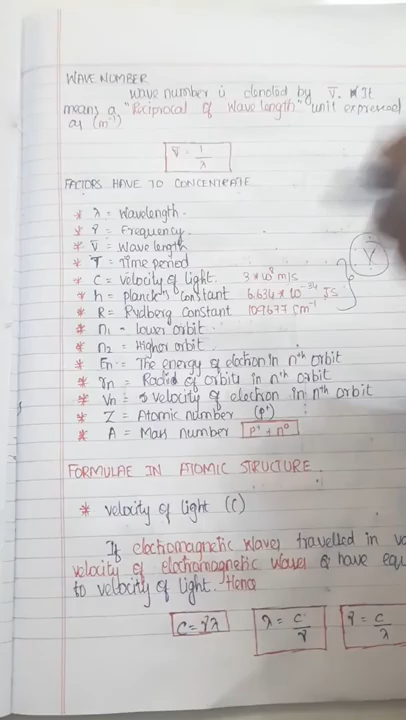 WAVE NUMBER
wave number is denoted by ν̅. It
means a "Reciprocal of Wave length" unit expressed
as (m⁻¹)
ν̅ = 1/λ
FACTORS HAVE TO CONCENTRATE
* λ = Wavelength.
* γ = Frequency.
* ν̅ = Wave length
* T = Time period
* C = velocity of light. 3*10⁸ m/s
* h = planck's constant 6.634*10⁻³⁴ JS
* R = Rydberg constant 109677 cm⁻¹
* n₁ - lower orbit.
* n₂ = Higher orbit.
* En = The energy of electron in nᵗʰ orbit
* rn = Radii of orbits in nᵗʰ orbit
* Vn = velocity of electron in nᵗʰ orbit
* Z = Atomic number (p⁺)
* A = Mass number p⁺ + n⁰
FORMULAE IN ATOMIC STRUCTURE.
* velocity of light (c)
If electromagnetic waves travelled in
velocity of electromagnetic waves have
to velocity of light. Hence
c = γλ λ = c/γ γ = c/λ